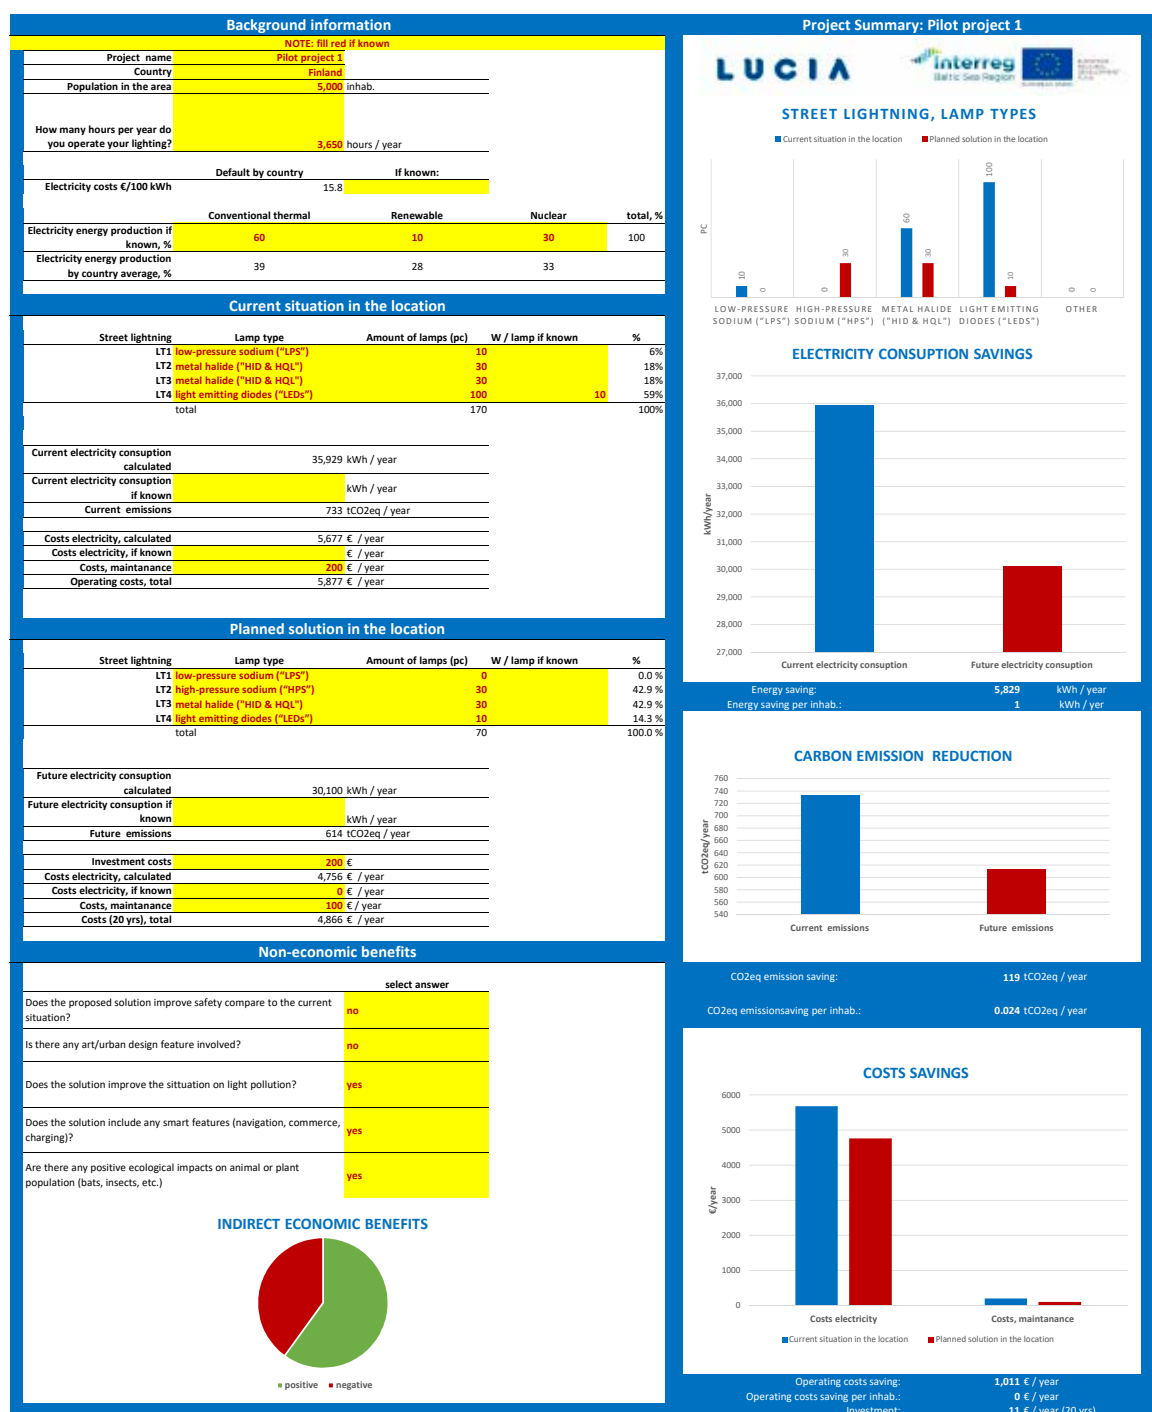 Background information
NOTE: fill red if known
Project name Pilot project 1
Country Finland
Population in the area 5,000 inhab.
How many hours per year do
you operate your lighting? 3,650 hours / year
Default by country If known:
Electricity costs €/100 kWh 15.8
Conventional thermal Renewable Nuclear total, %
Electricity energy production if
known, % 60 10 30 100
Electricity energy production
by country average, % 39 28 33
Current situation in the location
Street lightning Lamp type Amount of lamps (pc) W / lamp if known %
LT1 low-pressure sodium (“LPS”) 10 6%
LT2 metal halide ("HID & HQL") 30 18%
LT3 metal halide ("HID & HQL") 30 18%
LT4 light emitting diodes (“LEDs”) 100 10 59%
total 170 100%
Current electricity consuption
calculated 35,929 kWh / year
Current electricity consuption
if known kWh / year
Current emissions 733 tCO2eq / year
Costs electricity, calculated 5,677 € / year
Costs electricity, if known € / year
Costs, maintanance 200 € / year
Operating costs, total 5,877 € / year
Planned solution in the location
Street lightning Lamp type Amount of lamps (pc) W / lamp if known %
LT1 low-pressure sodium (“LPS”) 0 0.0 %
LT2 high-pressure sodium (“HPS”) 30 42.9 %
LT3 metal halide ("HID & HQL") 30 42.9 %
LT4 light emitting diodes (“LEDs”) 10 14.3 %
total 70 100.0 %
Future electricity consuption
calculated 30,100 kWh / year
Future electricity consuption if
known kWh / year
Future emissions 614 tCO2eq / year
Investment costs 200 €
Costs electricity, calculated 4,756 € / year
Costs electricity, if known 0 € / year
Costs, maintanance 100 € / year
Costs (20 yrs), total 4,866 € / year
Non-economic benefits
select answer
Does the proposed solution improve safety compare to the current
situation? no
Is there any art/urban design feature involved? no
Does the solution improve the sittuation on light pollution? yes
Does the solution include any smart features (navigation, commerce,
charging)? yes
Are there any positive ecological impacts on animal or plant
population (bats, insects, etc.) yes
INDIRECT ECONOMIC BENEFITS
positive negative
Project Summary: Pilot project 1
LUCIA Interreg
Baltic Sea Region
STREET LIGHTNING, LAMP TYPES
Current situation in the location Planned solution in the location
PC
10 0 0 30 60 30 100 10 0 0
LOW-PRESSURE HIGH-PRESSURE METAL HALIDE LIGHT EMITTING OTHER
SODIUM (“LPS”) SODIUM (“HPS”) ("HID & HQL") DIODES (“LEDS”)
ELECTRICITY CONSUPTION SAVINGS
37,000
36,000
35,000
34,000
33,000
32,000
31,000
30,000
29,000
28,000
27,000
kWh/year
Current electricity consuption Future electricity consuption
Energy saving: 5,829 kWh / year
Energy saving per inhab.: 1 kWh / yer
CARBON EMISSION REDUCTION
760
740
720
700
680
660
640
620
600
580
560
540
tCO2eq/year
Current emissions Future emissions
CO2eq emission saving: 119 tCO2eq / year
CO2eq emissionsaving per inhab.: 0.024 tCO2eq / year
COSTS SAVINGS
6000
5000
4000
3000
2000
1000
0
€/year
Costs electricity Costs, maintanance
Current situation in the location Planned solution in the location
Operating costs saving: 1,011 € / year
Operating costs saving per inhab.: 0 € / year
Investment: 11 € / year (20 yrs)